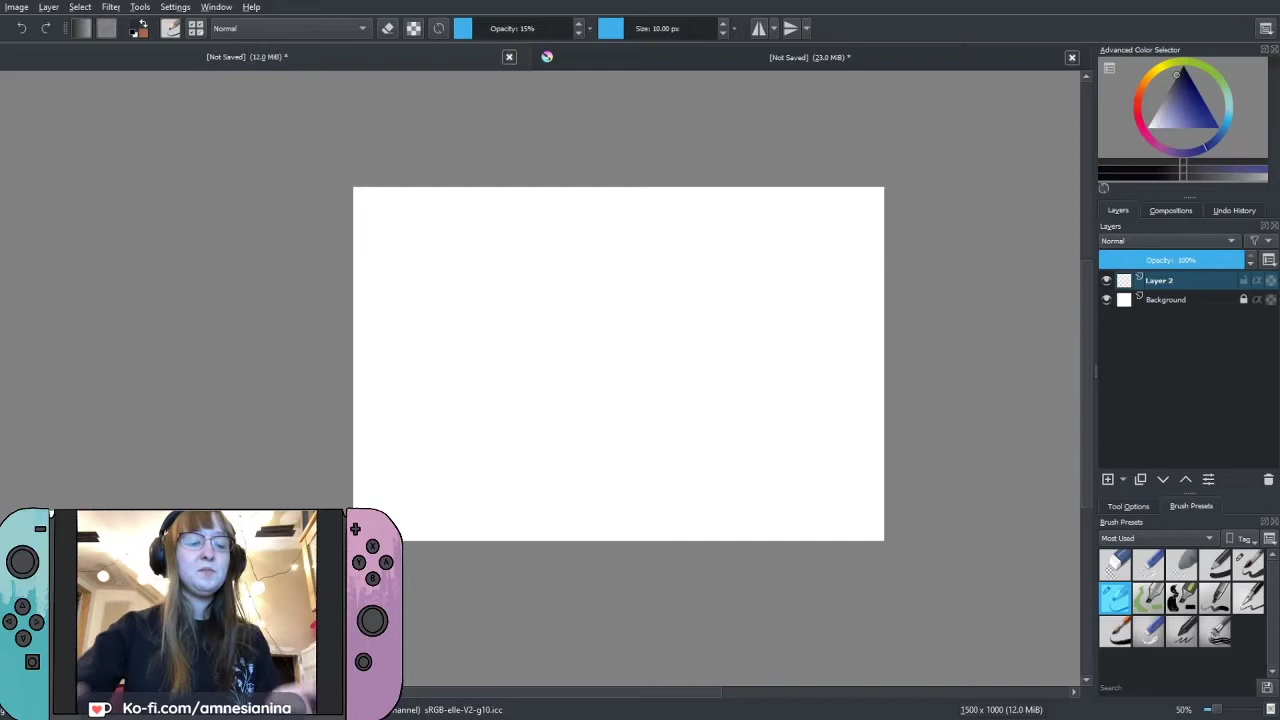 Image Layer Filter Tools Settings Window Help
Normal Opacity: 15% Size: 10.00 px
[Not Saved] (12.0 MiB) * [Not Saved] (23.0 MiB) *
Advanced Color Selector
Layers Compositions Undo History
Layers
Normal
Opacity: 100%
Layer 2
Background
Tool Options Brush Presets
Brush Presets
Most Used Tag
Search
X
Y A
B
Ko-fi.com/amnesianina
hannel) sRGB-elle-V2-g10.icc 1500 x 1000 (12.0 MiB) 50%